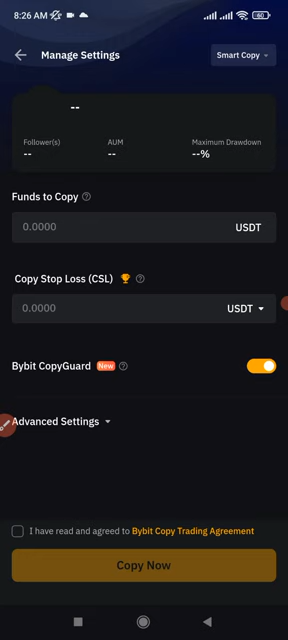 8:26 AM
60
Manage Settings
Smart Copy
--
Follower(s)
AUM
Maximum Drawdown
--
--
--%
Funds to Copy
0.0000
USDT
Copy Stop Loss (CSL)
0.0000
USDT
Bybit CopyGuard New
Advanced Settings
I have read and agreed to Bybit Copy Trading Agreement
Copy Now